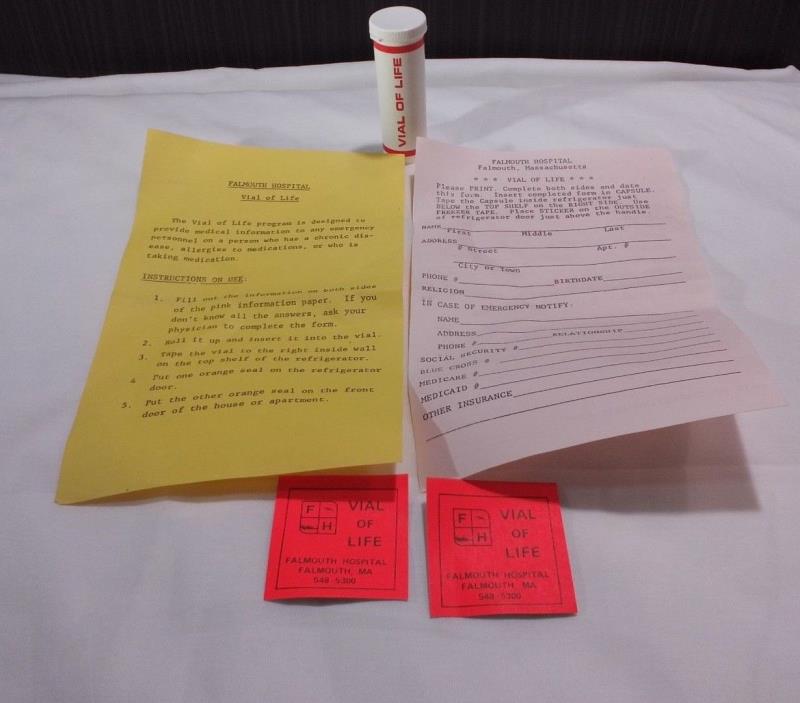 VIAL OF LIFE
FALMOUTH HOSPITAL
Vial of Life
The Vial of Life program is designed to
provide medical information to any emergency
personnel on a person who has a chronic dis-
ease, allergies to medications, or who is
taking medication.
INSTRUCTIONS ON USE:
1. Fill out the information on both sides
of the pink information paper. If you
don't know all the answers, ask your
physician to complete the form.
2. Roll it up and insert it into the vial.
3. Tape the vial to the right inside wall
on the top shelf of the refrigerator.
4 Put one orange seal on the refrigerator
door.
5. Put the other orange seal on the front
door of the house or apartment.
FALMOUTH HOSPITAL
Falmouth, Massachusetts
* * * VIAL OF LIFE * * *
Please PRINT. Complete both sides and date
this form. Insert completed form in CAPSULE.
Tape the Capsule inside refrigerator just
BELOW the TOP SHELF on the RIGHT SIDE. Use
FREEZER TAPE. Place STICKER on the OUTSIDE
of refrigerator door just above the handle.
NAME
First Middle Last
ADDRESS
# Street Apt. #
City or Town
PHONE # BIRTHDATE
RELIGION
IN CASE OF EMERGENCY NOTIFY:
NAME
ADDRESS RELATIONSHIP
PHONE #
SOCIAL SECURITY #
BLUE CROSS #
MEDICARE #
MEDICAID #
OTHER INSURANCE
F
H
VIAL
OF
LIFE
FALMOUTH HOSPITAL
FALMOUTH, MA
548-5300
F
H
VIAL
OF
LIFE
FALMOUTH HOSPITAL
FALMOUTH, MA
548-5300